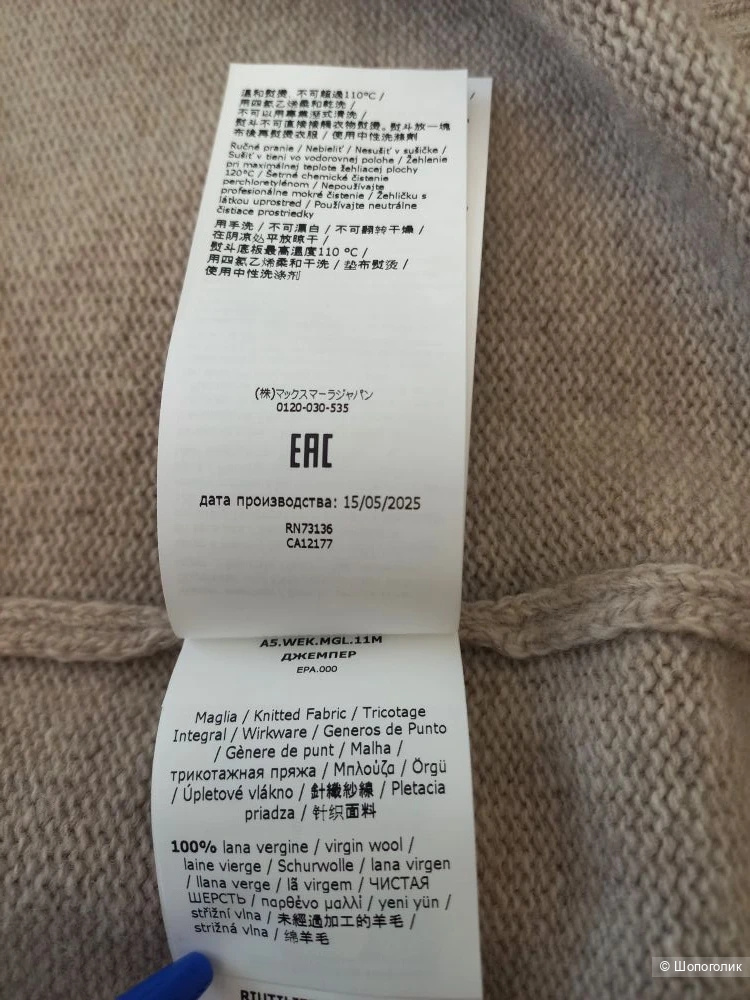 溫和熨燙、不可超過110°C /
用四氯乙烯柔和乾洗 /
不可以用專業濕式清洗 /
熨斗不可直接接觸衣物熨燙。熨斗放一塊
布後再熨燙衣服 / 使用中性洗滌劑
Ručné pranie / Nebieliť / Nesušiť v sušičke /
Sušiť v tieni vo vodorovnej polohe / Žehlenie
pri maximálnej teplote žehliacej plochy
120°C / Šetrné chemické čistenie
perchloretylénom / Nepoužívajte
profesionálne mokré čistenie / Žehličku s
látkou uprostred / Používajte neutrálne
čistiace prostriedky
用手洗 / 不可漂白 / 不可翻转干燥 /
在阴凉处平放晾干 /
熨斗底板最高温度110 °C /
用四氯乙烯柔和干洗 / 垫布熨烫 /
使用中性洗涤剂
(株)マックスマーラジャパン
0120-030-535
EAC
дата производства: 15/05/2025
RN73136
CA12177
A5.WEK.MGL.11M
ДЖЕМПЕР
EPA.000
Maglia / Knitted Fabric / Tricotage
Integral / Wirkware / Generos de Punto
/ Gènere de punt / Malha /
трикотажная пряжа / Μπλούζα / Örgü
/ Úpletové vlákno / 針織紗線 / Pletacia
priadza / 针织面料
100% lana vergine / virgin wool /
laine vierge / Schurwolle / lana virgen
/ llana verge / lã virgem / ЧИСТАЯ
ШЕРСТЬ / παρθένο μαλλί / yeni yün /
střižní vlna / 未經過加工的羊毛 /
strižná vlna / 绵羊毛
© Шопоголик